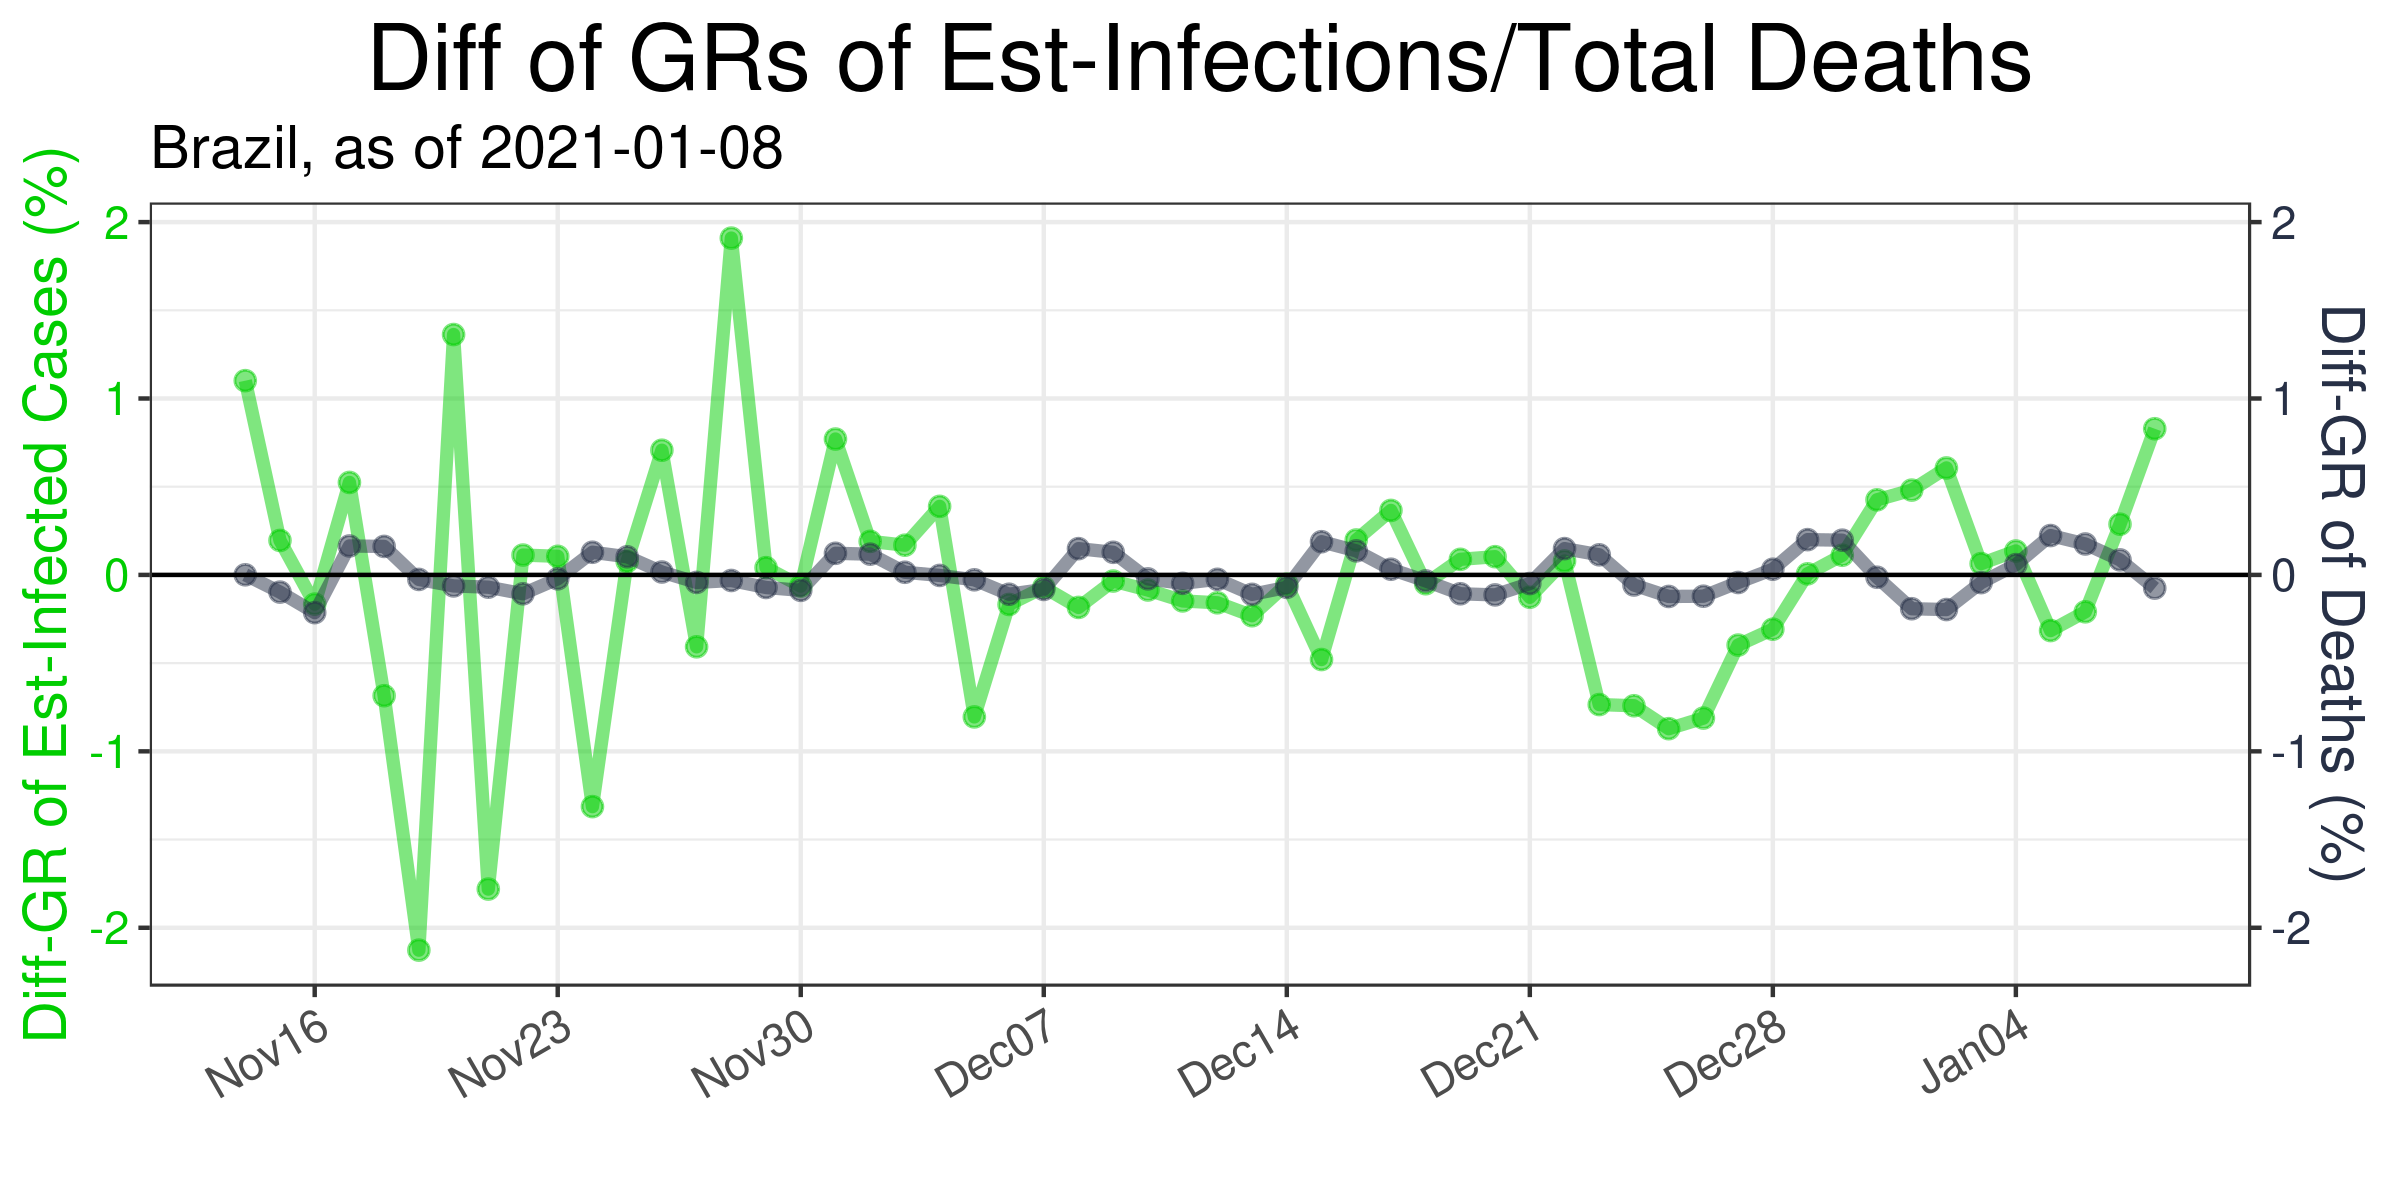 Diff of GRs of Est-Infections/Total Deaths
Brazil, as of 2021-01-08
Diff-GR of Est-Infected Cases (%)
2
1
0
-1
-2
2
1
0
-1
-2
Diff-GR of Deaths (%)
Nov16
Nov23
Nov30
Dec07
Dec14
Dec21
Dec28
Jan04